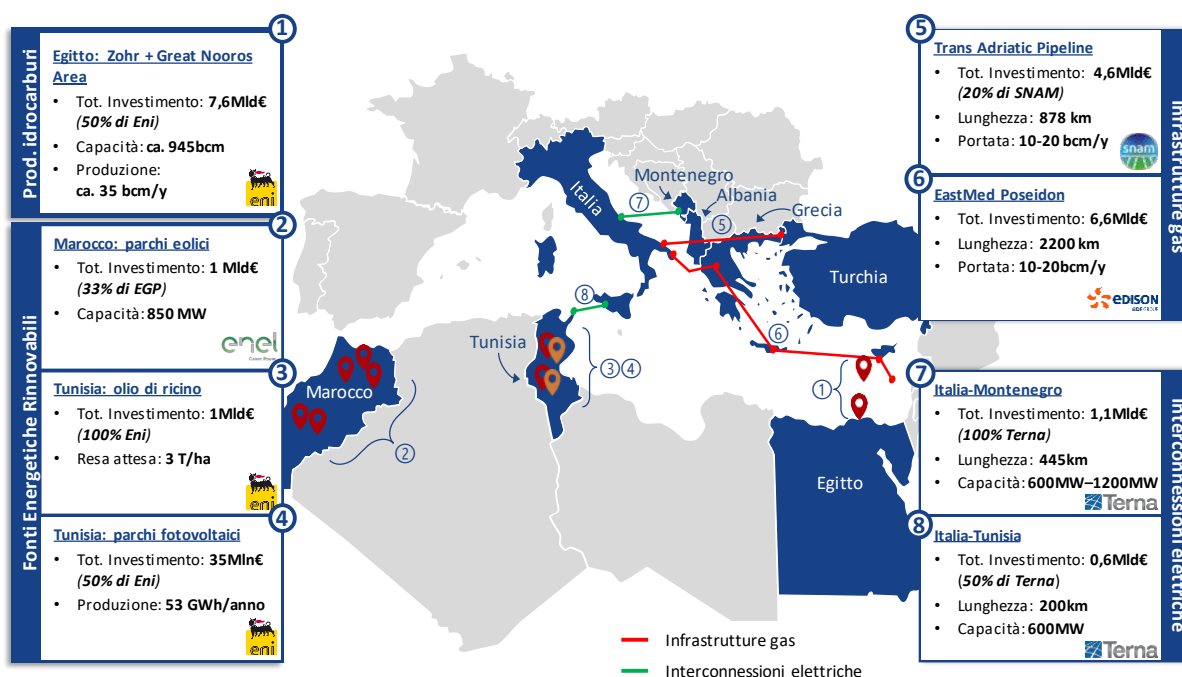 Prod. idrocarburi
1
Egitto: Zohr + Great Nooros
Area
• Tot. Investimento: 7,6Mld€
(50% di Eni)
• Capacità: ca. 945bcm
• Produzione:
ca. 35 bcm/y
eni
Fonti Energetiche Rinnovabili
2
Marocco: parchi eolici
• Tot. Investimento: 1 Mld€
(33% di EGP)
• Capacità: 850 MW
enel
Green Power
3
Tunisia: olio di ricino
• Tot. Investimento: 1Mld€
(100% Eni)
• Resa attesa: 3 T/ha
eni
4
Tunisia: parchi fotovoltaici
• Tot. Investimento: 35Mln€
(50% di Eni)
• Produzione: 53 GWh/anno
eni
Italia
Montenegro
Albania
Grecia
7
5
Turchia
8
6
Tunisia
3 4
Marocco
2
1
Egitto
Infrastrutture gas
Interconnessioni elettriche
Infrastrutture gas
5
Trans Adriatic Pipeline
• Tot. Investimento: 4,6Mld€
(20% di SNAM)
• Lunghezza: 878 km
• Portata: 10-20 bcm/y
snam
6
EastMed Poseidon
• Tot. Investimento: 6,6Mld€
• Lunghezza: 2200 km
• Portata: 10-20bcm/y
EDISON
EDF GROUP
Interconnessioni elettriche
7
Italia-Montenegro
• Tot. Investimento: 1,1Mld€
(100% Terna)
• Lunghezza: 445km
• Capacità: 600MW–1200MW
Terna
8
Italia-Tunisia
• Tot. Investimento: 0,6Mld€
(50% di Terna)
• Lunghezza: 200km
• Capacità: 600MW
Terna